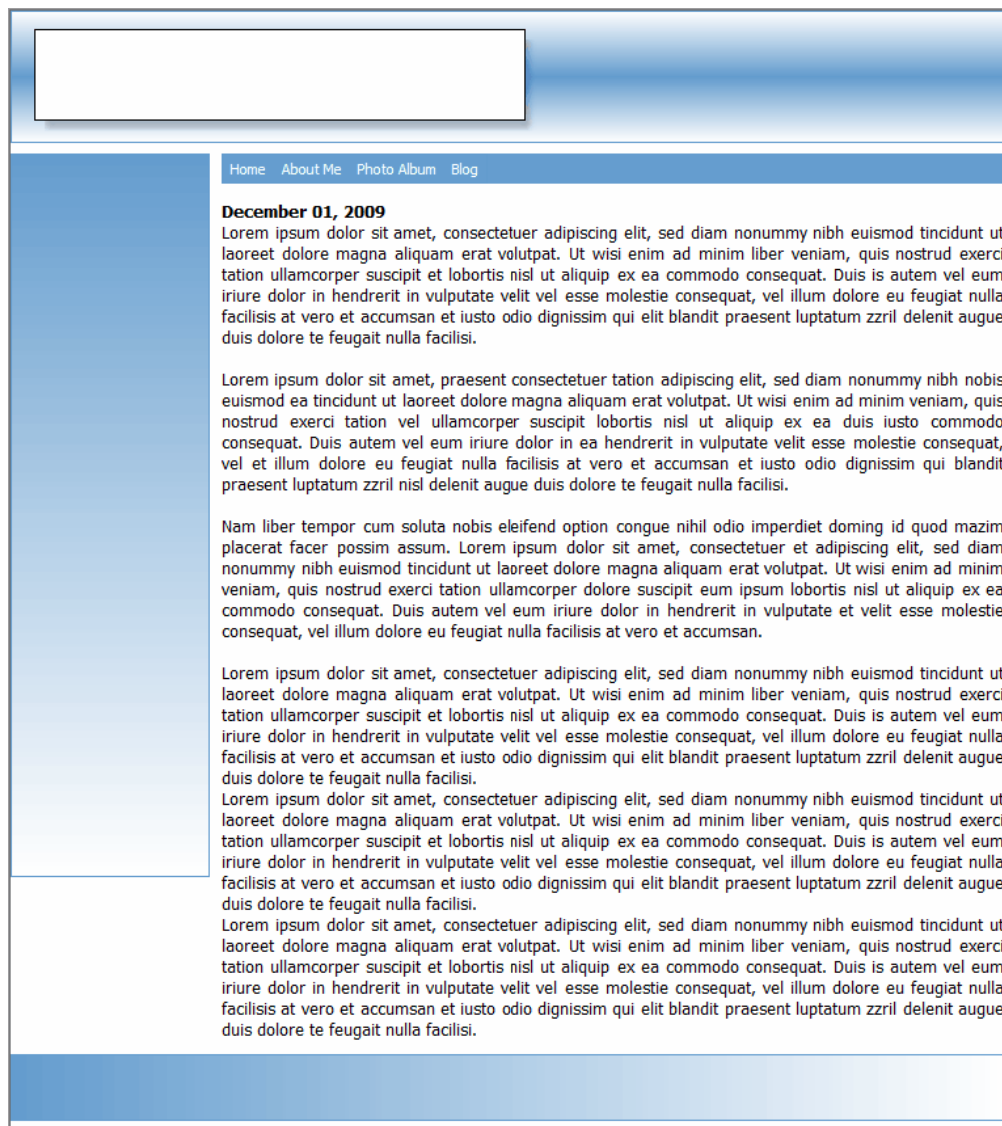 Home About Me Photo Album Blog
December 01, 2009
Lorem ipsum dolor sit amet, consectetuer adipiscing elit, sed diam nonummy nibh euismod tincidunt ut
laoreet dolore magna aliquam erat volutpat. Ut wisi enim ad minim liber veniam, quis nostrud exerci
tation ullamcorper suscipit et lobortis nisl ut aliquip ex ea commodo consequat. Duis is autem vel eum
iriure dolor in hendrerit in vulputate velit vel esse molestie consequat, vel illum dolore eu feugiat nulla
facilisis at vero et accumsan et iusto odio dignissim qui elit blandit praesent luptatum zzril delenit augue
duis dolore te feugait nulla facilisi.
Lorem ipsum dolor sit amet, praesent consectetuer tation adipiscing elit, sed diam nonummy nibh nobis
euismod ea tincidunt ut laoreet dolore magna aliquam erat volutpat. Ut wisi enim ad minim veniam, quis
nostrud exerci tation vel ullamcorper suscipit lobortis nisl ut aliquip ex ea duis iusto commodo
consequat. Duis autem vel eum iriure dolor in ea hendrerit in vulputate velit esse molestie consequat,
vel et illum dolore eu feugiat nulla facilisis at vero et accumsan et iusto odio dignissim qui blandit
praesent luptatum zzril nisl delenit augue duis dolore te feugait nulla facilisi.
Nam liber tempor cum soluta nobis eleifend option congue nihil odio imperdiet doming id quod mazim
placerat facer possim assum. Lorem ipsum dolor sit amet, consectetuer et adipiscing elit, sed diam
nonummy nibh euismod tincidunt ut laoreet dolore magna aliquam erat volutpat. Ut wisi enim ad minim
veniam, quis nostrud exerci tation ullamcorper dolore suscipit eum ipsum lobortis nisl ut aliquip ex ea
commodo consequat. Duis autem vel eum iriure dolor in hendrerit in vulputate et velit esse molestie
consequat, vel illum dolore eu feugiat nulla facilisis at vero et accumsan.
Lorem ipsum dolor sit amet, consectetuer adipiscing elit, sed diam nonummy nibh euismod tincidunt ut
laoreet dolore magna aliquam erat volutpat. Ut wisi enim ad minim liber veniam, quis nostrud exerci
tation ullamcorper suscipit et lobortis nisl ut aliquip ex ea commodo consequat. Duis is autem vel eum
iriure dolor in hendrerit in vulputate velit vel esse molestie consequat, vel illum dolore eu feugiat nulla
facilisis at vero et accumsan et iusto odio dignissim qui elit blandit praesent luptatum zzril delenit augue
duis dolore te feugait nulla facilisi.
Lorem ipsum dolor sit amet, consectetuer adipiscing elit, sed diam nonummy nibh euismod tincidunt ut
laoreet dolore magna aliquam erat volutpat. Ut wisi enim ad minim liber veniam, quis nostrud exerci
tation ullamcorper suscipit et lobortis nisl ut aliquip ex ea commodo consequat. Duis is autem vel eum
iriure dolor in hendrerit in vulputate velit vel esse molestie consequat, vel illum dolore eu feugiat nulla
facilisis at vero et accumsan et iusto odio dignissim qui elit blandit praesent luptatum zzril delenit augue
duis dolore te feugait nulla facilisi.
Lorem ipsum dolor sit amet, consectetuer adipiscing elit, sed diam nonummy nibh euismod tincidunt ut
laoreet dolore magna aliquam erat volutpat. Ut wisi enim ad minim liber veniam, quis nostrud exerci
tation ullamcorper suscipit et lobortis nisl ut aliquip ex ea commodo consequat. Duis is autem vel eum
iriure dolor in hendrerit in vulputate velit vel esse molestie consequat, vel illum dolore eu feugiat nulla
facilisis at vero et accumsan et iusto odio dignissim qui elit blandit praesent luptatum zzril delenit augue
duis dolore te feugait nulla facilisi.